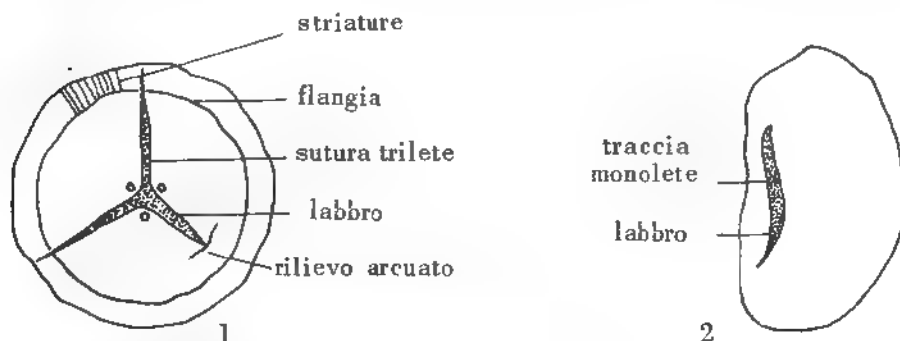 striature
flangia
sutura trilete
labbro
rilievo arcuato
1
traccia
monolete
labbro
2